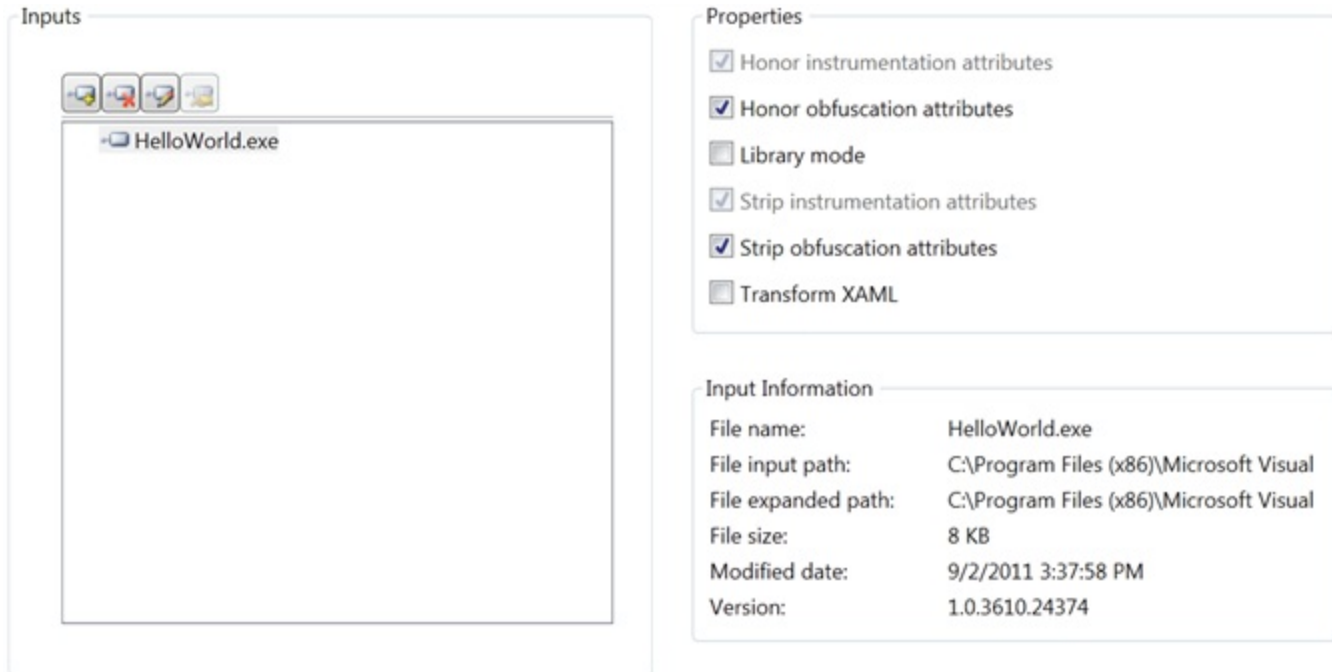 Inputs
HelloWorld.exe
Properties
Honor instrumentation attributes
Honor obfuscation attributes
Library mode
Strip instrumentation attributes
Strip obfuscation attributes
Transform XAML
Input Information
File name: HelloWorld.exe
File input path: C:\Program Files (x86)\Microsoft Visual
File expanded path: C:\Program Files (x86)\Microsoft Visual
File size: 8 KB
Modified date: 9/2/2011 3:37:58 PM
Version: 1.0.3610.24374